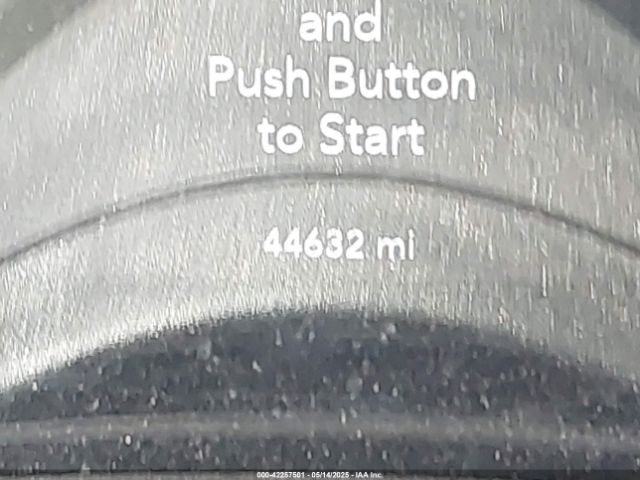 and
Push Button
to Start
44632 mi
000-42257501 - 05/14/2025 - IAA Inc.